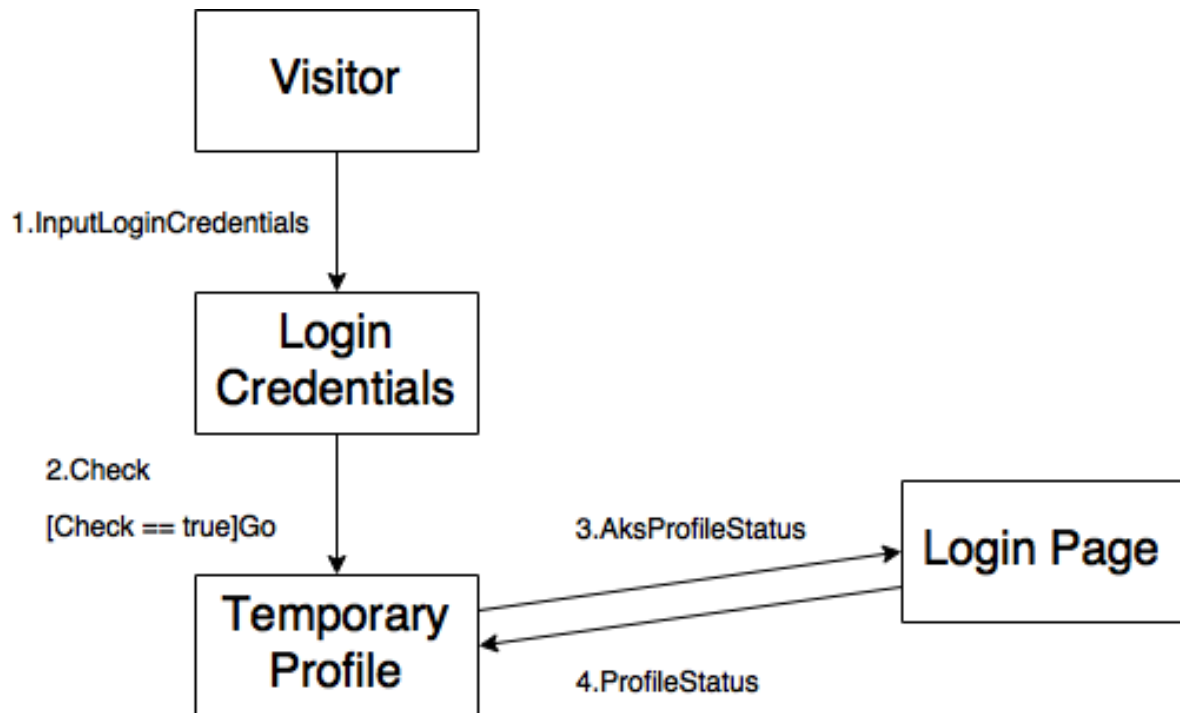 Visitor
1.InputLoginCredentials
Login
Credentials
2.Check
[Check == true]Go
3.AksProfileStatus
Login Page
Temporary
Profile
4.ProfileStatus